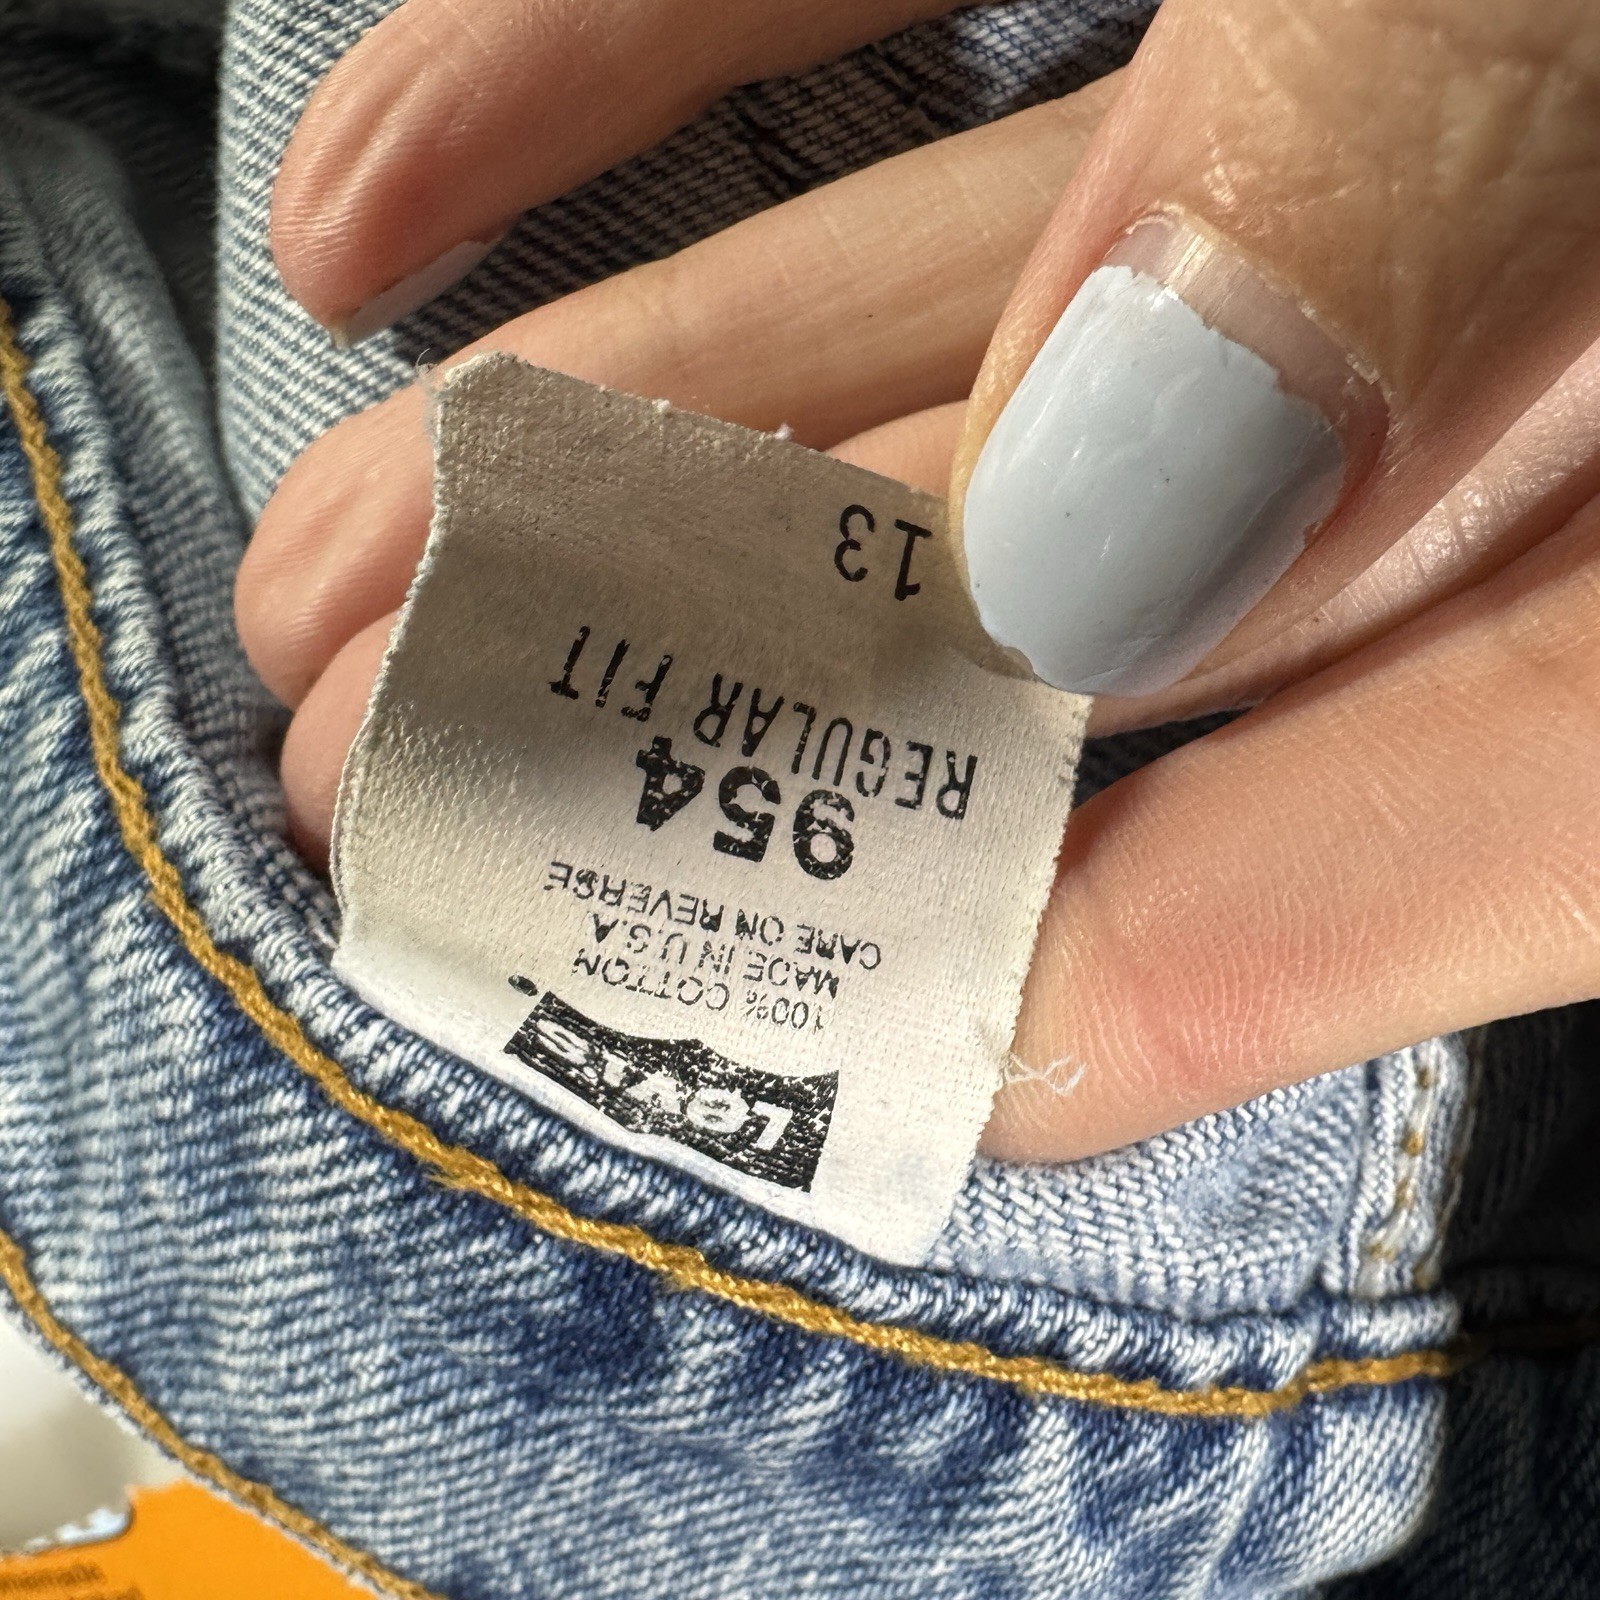 LEVI'S
100% COTTON
MADE IN U.S.A.
CARE ON REVERSE
954
REGULAR FIT
13